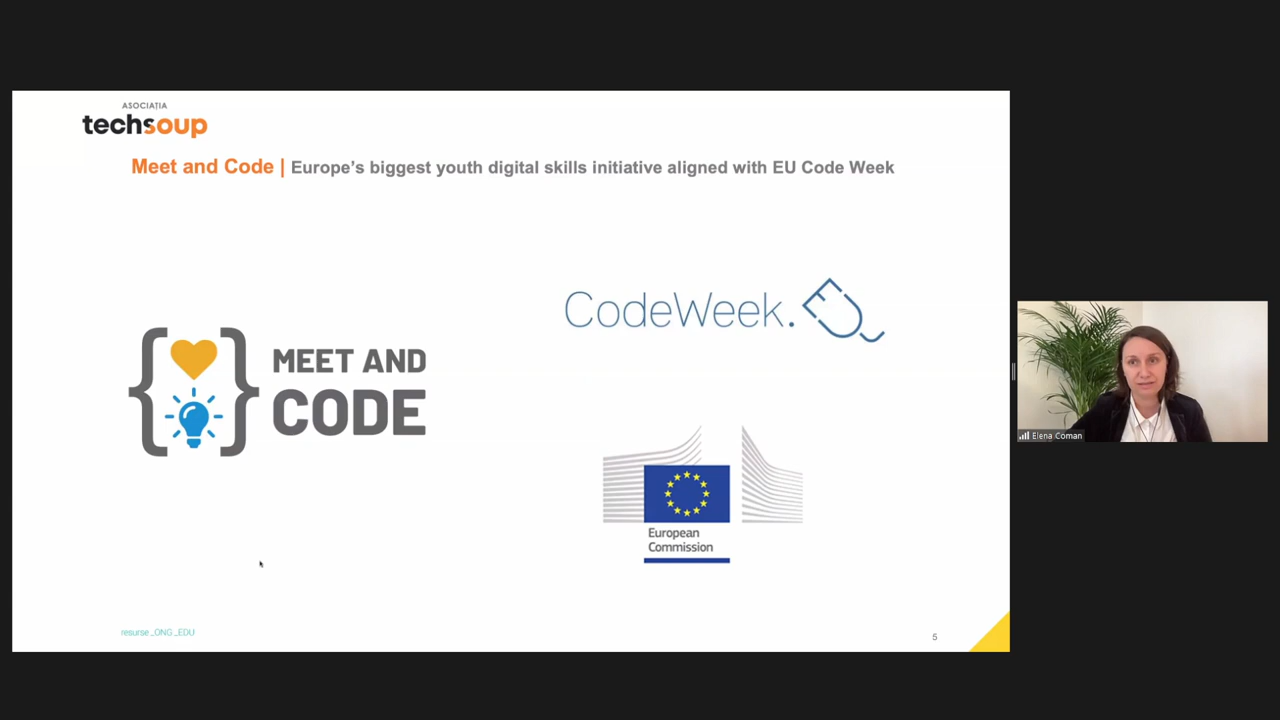 ASOCIAȚIA
techsoup
Meet and Code | Europe's biggest youth digital skills initiative aligned with EU Code Week
CodeWeek.EU
MEET AND
CODE
European
Commission
Elena Coman
resurse_ONG_EDU
5